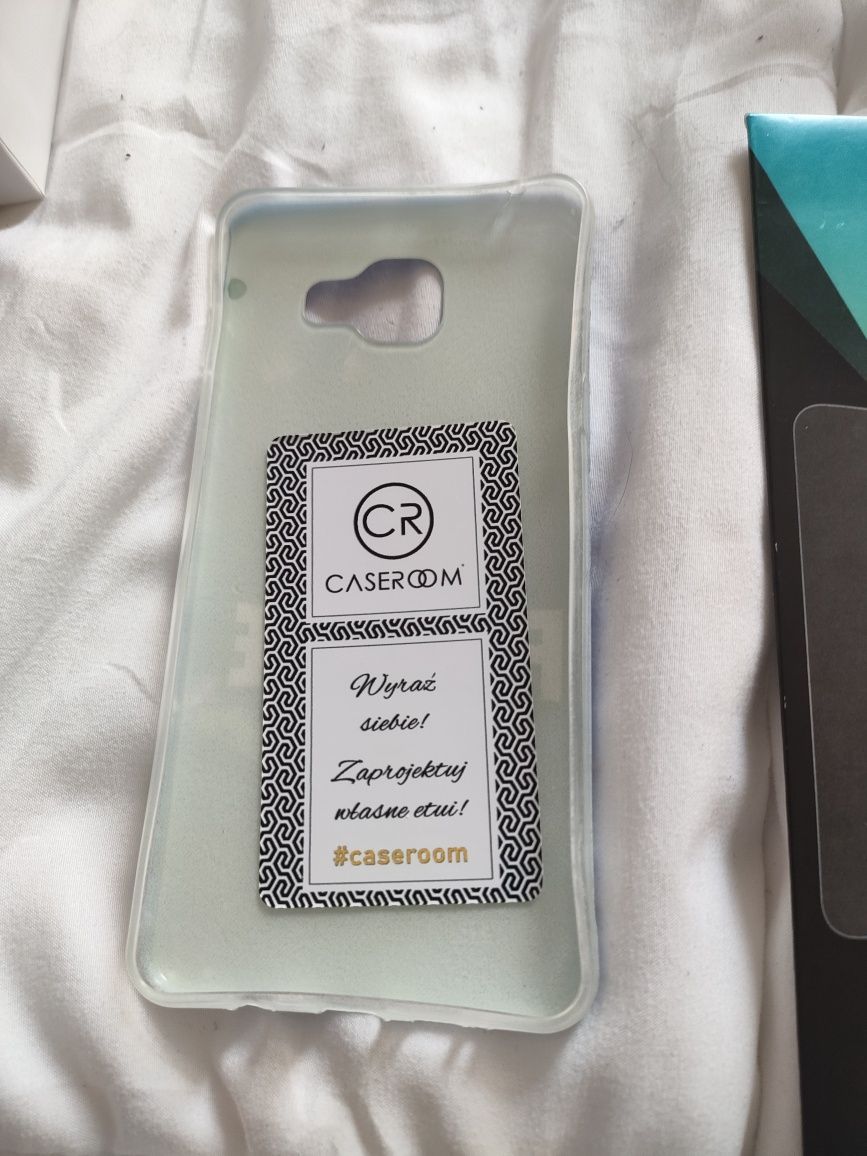 CR
CASEROOM®
Wyraź
siebie!
Zaprojektuj
własne etui!
#caseroom